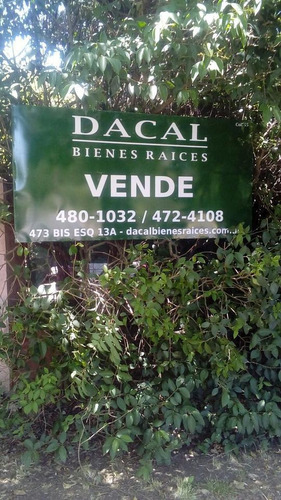 DACAL
BIENES RAICES
VENDE
480-1032 / 472-4108
473 BIS ESQ 13A - dacalbienesraices.com